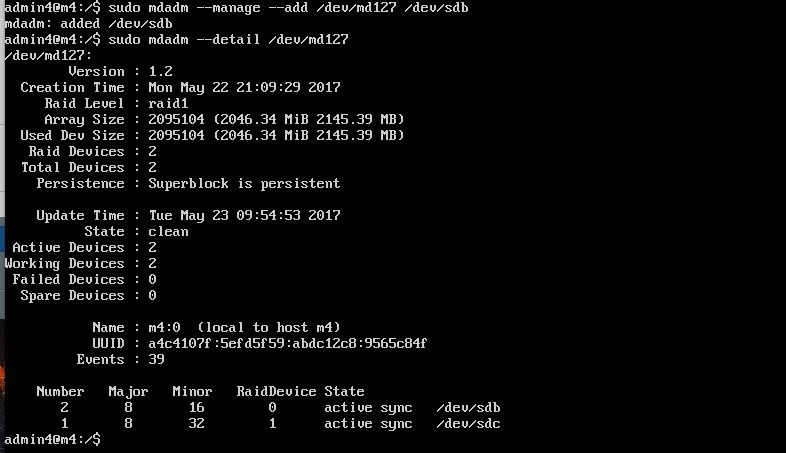 admin4@m4:/$ sudo mdadm --manage --add /dev/md127 /dev/sdb
mdadm: added /dev/sdb
admin4@m4:/$ sudo mdadm --detail /dev/md127
/dev/md127:
        Version : 1.2
  Creation Time : Mon May 22 21:09:29 2017
     Raid Level : raid1
     Array Size : 2095104 (2046.34 MiB 2145.39 MB)
  Used Dev Size : 2095104 (2046.34 MiB 2145.39 MB)
   Raid Devices : 2
  Total Devices : 2
    Persistence : Superblock is persistent

    Update Time : Tue May 23 09:54:53 2017
          State : clean
 Active Devices : 2
Working Devices : 2
 Failed Devices : 0
  Spare Devices : 0

           Name : m4:0  (local to host m4)
           UUID : a4c4107f:5efd5f59:abdc12c8:9565c84f
         Events : 39

    Number   Major   Minor   RaidDevice State
       2       8       16        0      active sync   /dev/sdb
       1       8       32        1      active sync   /dev/sdc
admin4@m4:/$